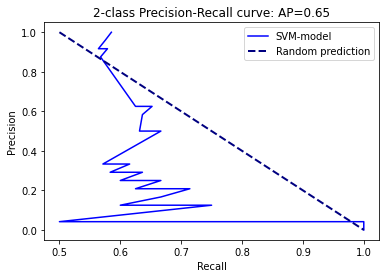 2-class Precision-Recall curve: AP=0.65
SVM-model
Random prediction
Precision
1.0
0.8
0.6
0.4
0.2
0.0
0.5
0.6
0.7
0.8
0.9
1.0
Recall